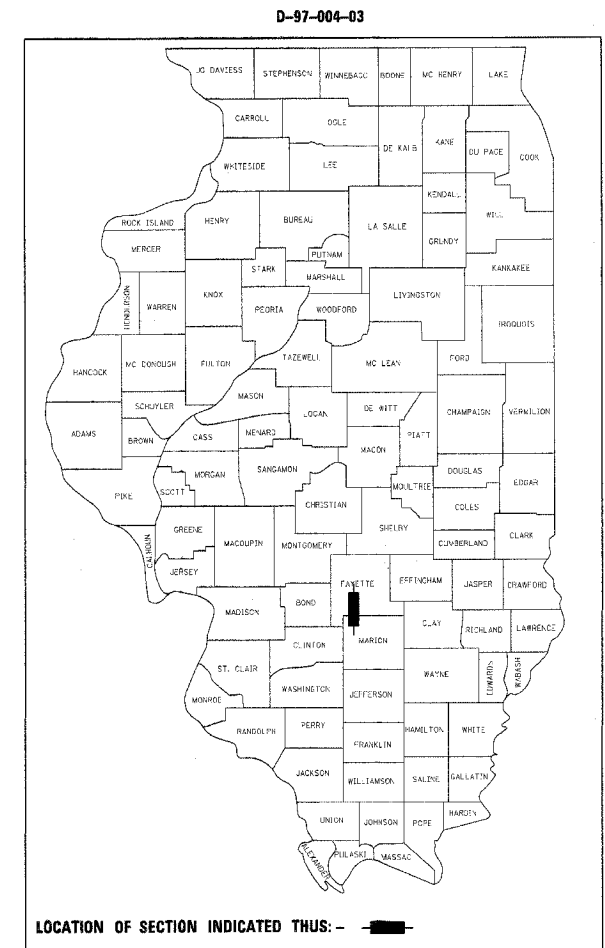 D-97-004-03
JO DAVIESS STEPHENSON WINNEBAGO BOONE MC HENRY LAKE
CARROLL OGLE
DE KALB KANE DU PAGE COOK
WHITESIDE LEE
KENDALL
ROCK ISLAND HENRY BUREAU LA SALLE GRUNDY WILL
MERCER PUTNAM
STARK MARSHALL KANKAKEE
HENDERSON WARREN KNOX PEORIA WOODFORD LIVINGSTON IROQUOIS
HANCOCK MC DONOUGH FULTON TAZEWELL MC LEAN FORD
SCHUYLER MASON LOGAN DE WITT CHAMPAIGN VERMILION
ADAMS BROWN CASS MENARD MACON PIATT
MORGAN SANGAMON DOUGLAS
PIKE SCOTT CHRISTIAN MOULTRIE COLES EDGAR
GREENE MACOUPIN MONTGOMERY SHELBY CUMBERLAND CLARK
CALHOUN JERSEY FAYETTE EFFINGHAM JASPER CRAWFORD
MADISON BOND CLAY RICHLAND LAWRENCE
CLINTON MARION
ST. CLAIR WAYNE EDWARDS WABASH
MONROE WASHINGTON JEFFERSON
RANDOLPH PERRY FRANKLIN HAMILTON WHITE
JACKSON WILLIAMSON SALINE GALLATIN
UNION JOHNSON POPE HARDIN
ALEXANDER PULASKI MASSAC
LOCATION OF SECTION INDICATED THUS: -